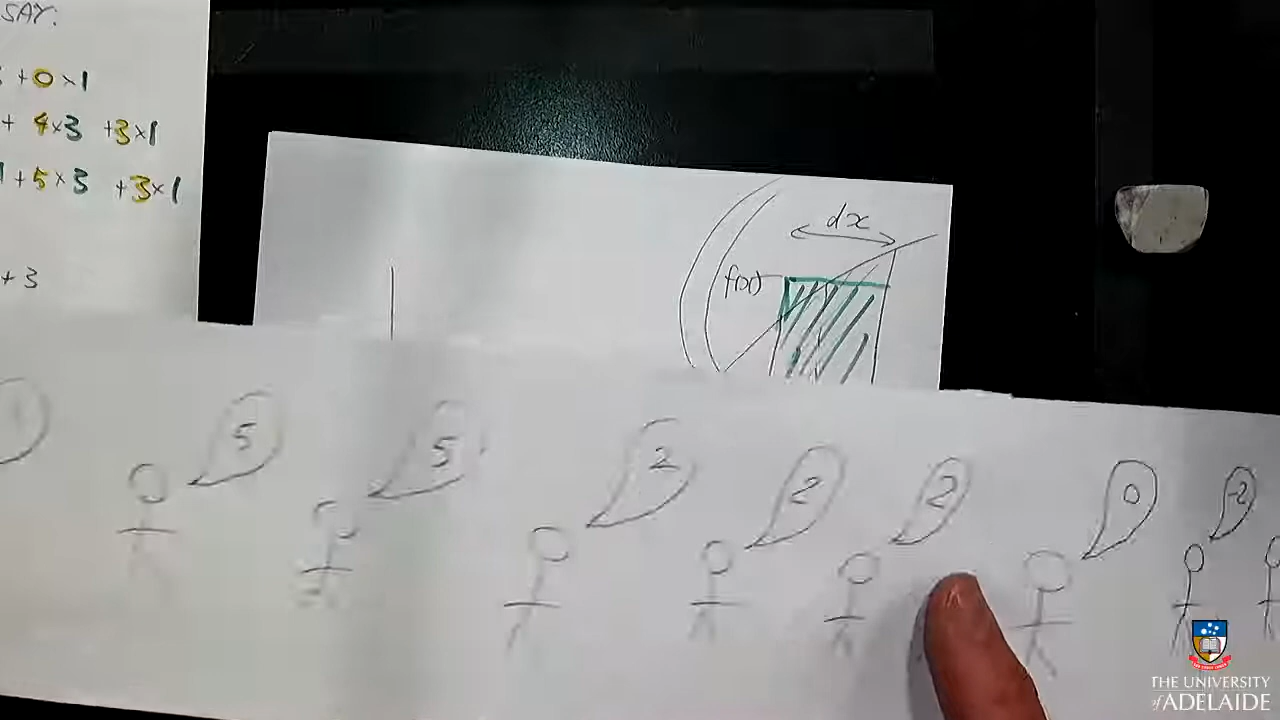 SAY:
+0×1
+ 4×3 +3×1
+5×3 +3×1
+ 3
dx
f(x)
1 5 5 2 2 2 0 -2
THE UNIVERSITY
of ADELAIDE